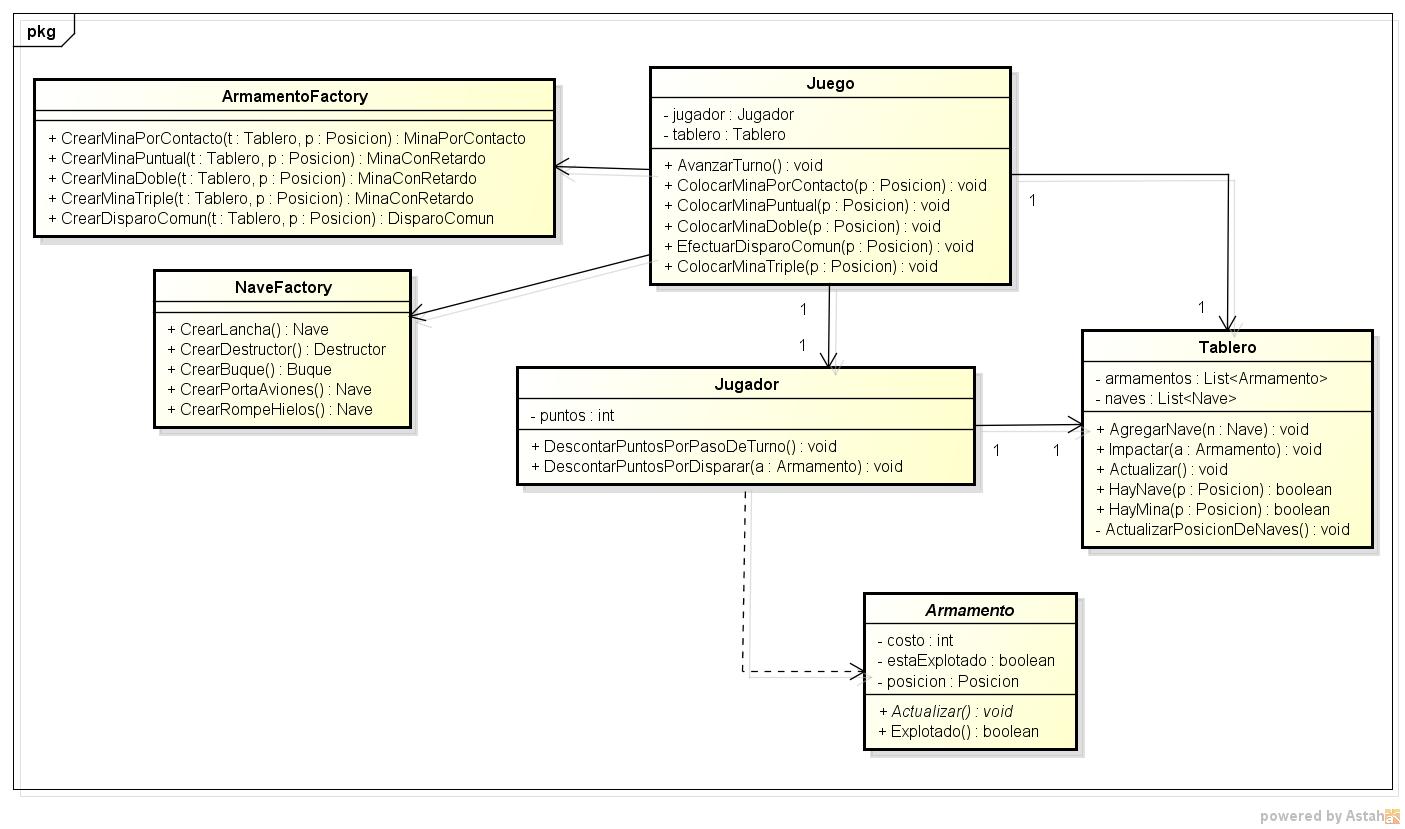 pkg
ArmamentoFactory
+ CrearMinaPorContacto(t : Tablero, p : Posicion) : MinaPorContacto
+ CrearMinaPuntual(t : Tablero, p : Posicion) : MinaConRetardo
+ CrearMinaDoble(t : Tablero, p : Posicion) : MinaConRetardo
+ CrearMinaTriple(t : Tablero, p : Posicion) : MinaConRetardo
+ CrearDisparoComun(t : Tablero, p : Posicion) : DisparoComun
Juego
- jugador : Jugador
- tablero : Tablero
+ AvanzarTurno() : void
+ ColocarMinaPorContacto(p : Posicion) : void
+ ColocarMinaPuntual(p : Posicion) : void
+ ColocarMinaDoble(p : Posicion) : void
+ EfectuarDisparoComun(p : Posicion) : void
+ ColocarMinaTriple(p : Posicion) : void
1
1
NaveFactory
+ CrearLancha() : Nave
+ CrearDestructor() : Destructor
+ CrearBuque() : Buque
+ CrearPortaAviones() : Nave
+ CrearRompeHielos() : Nave
1
1
Jugador
- puntos : int
+ DescontarPuntosPorPasoDeTurno() : void
+ DescontarPuntosPorDisparar(a : Armamento) : void
1 1
Tablero
- armamentos : List<Armamento>
- naves : List<Nave>
+ AgregarNave(n : Nave) : void
+ Impactar(a : Armamento) : void
+ Actualizar() : void
+ HayNave(p : Posicion) : boolean
+ HayMina(p : Posicion) : boolean
- ActualizarPosicionDeNaves() : void
Armamento
- costo : int
- estaExplotado : boolean
- posicion : Posicion
+ Actualizar() : void
+ Explotado() : boolean
powered by Astah